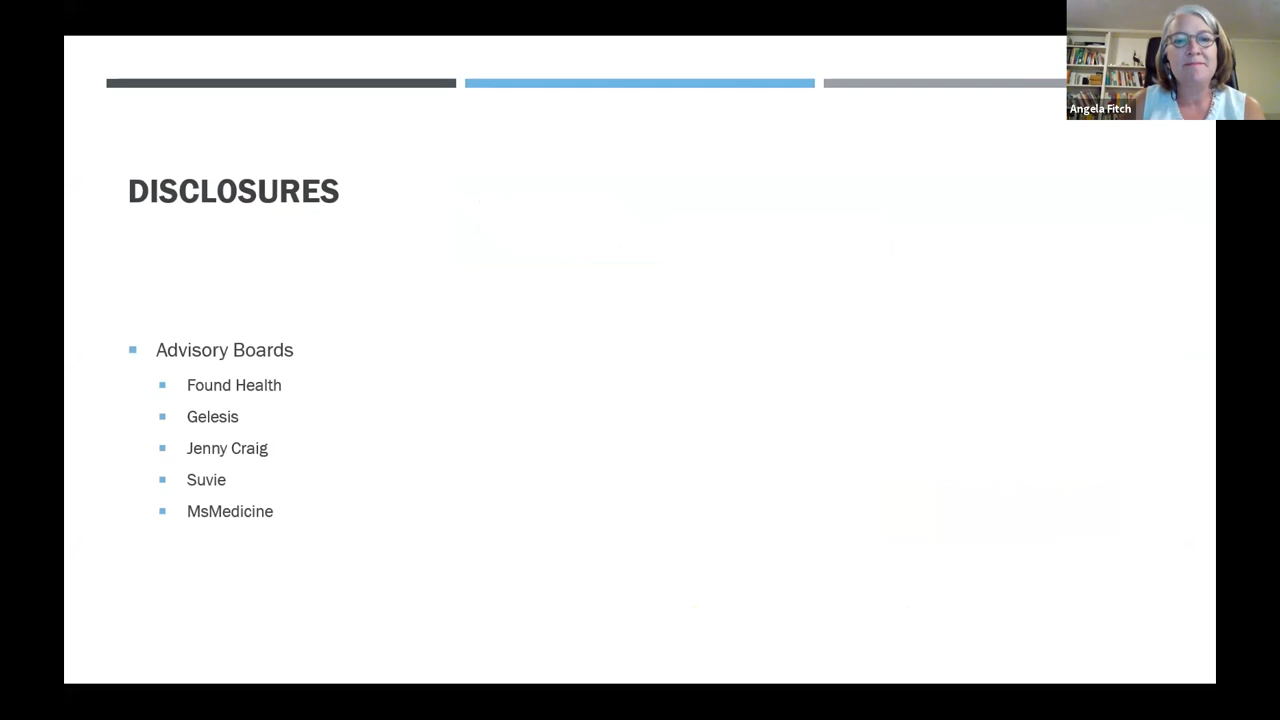 Angela Fitch
DISCLOSURES
Advisory Boards
Found Health
Gelesis
Jenny Craig
Suvie
MsMedicine